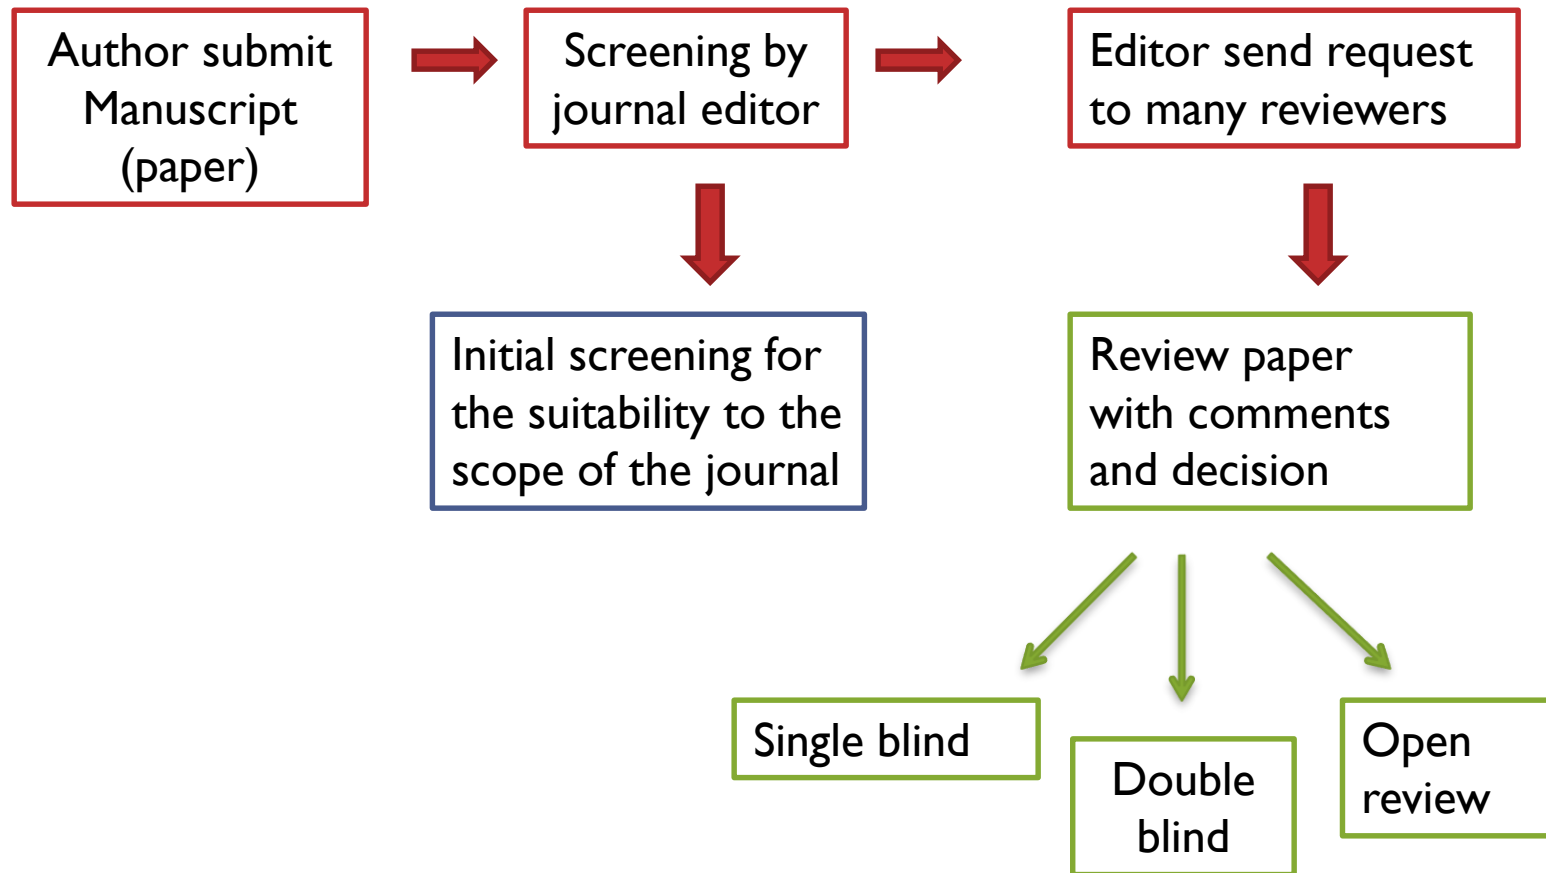 Author submit
Manuscript
(paper)
Screening by
journal editor
Editor send request
to many reviewers
Initial screening for
the suitability to the
scope of the journal
Review paper
with comments
and decision
Single blind
Double
blind
Open
review